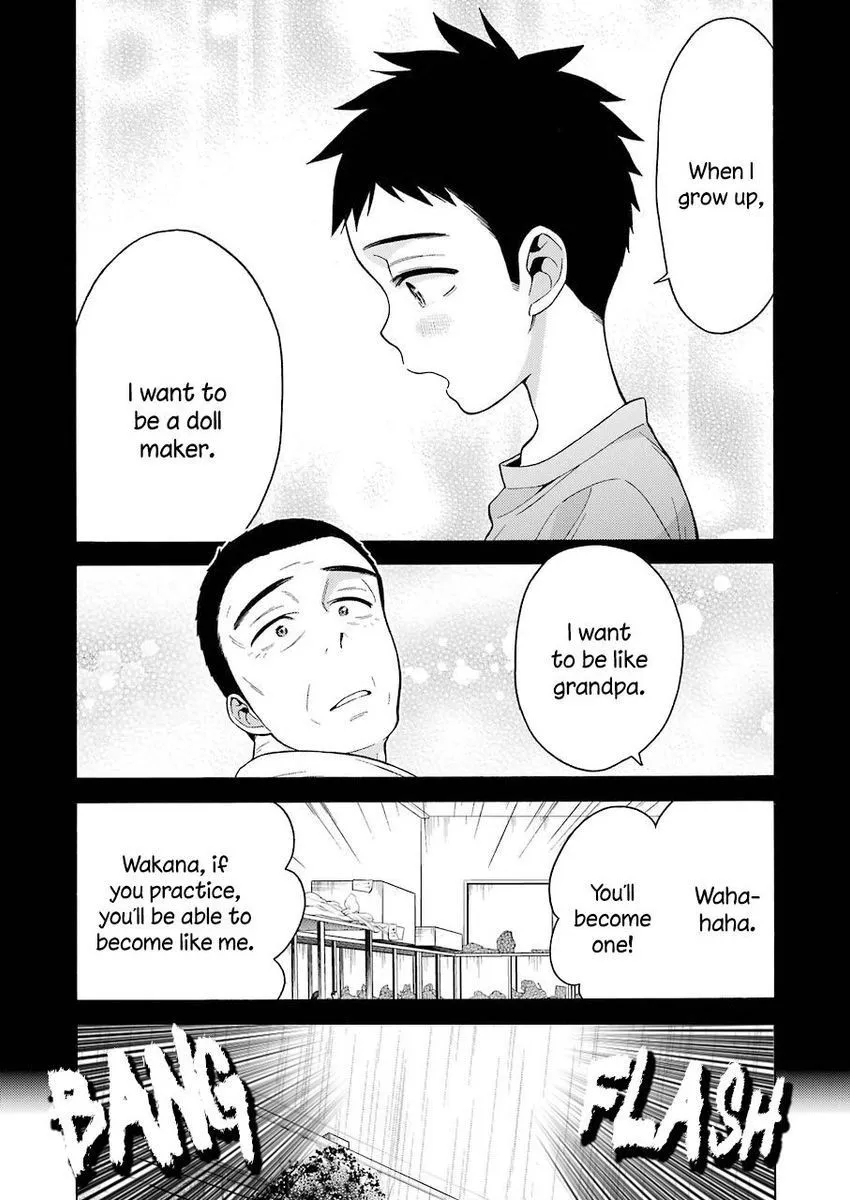 When I
grow up,
I want to
be a doll
maker.
I want
to be like
grandpa.
Waha-
haha.
You'll
become
one!
Wakana, if
you practice,
you'll be able to
become like me.
FLASH
BANG